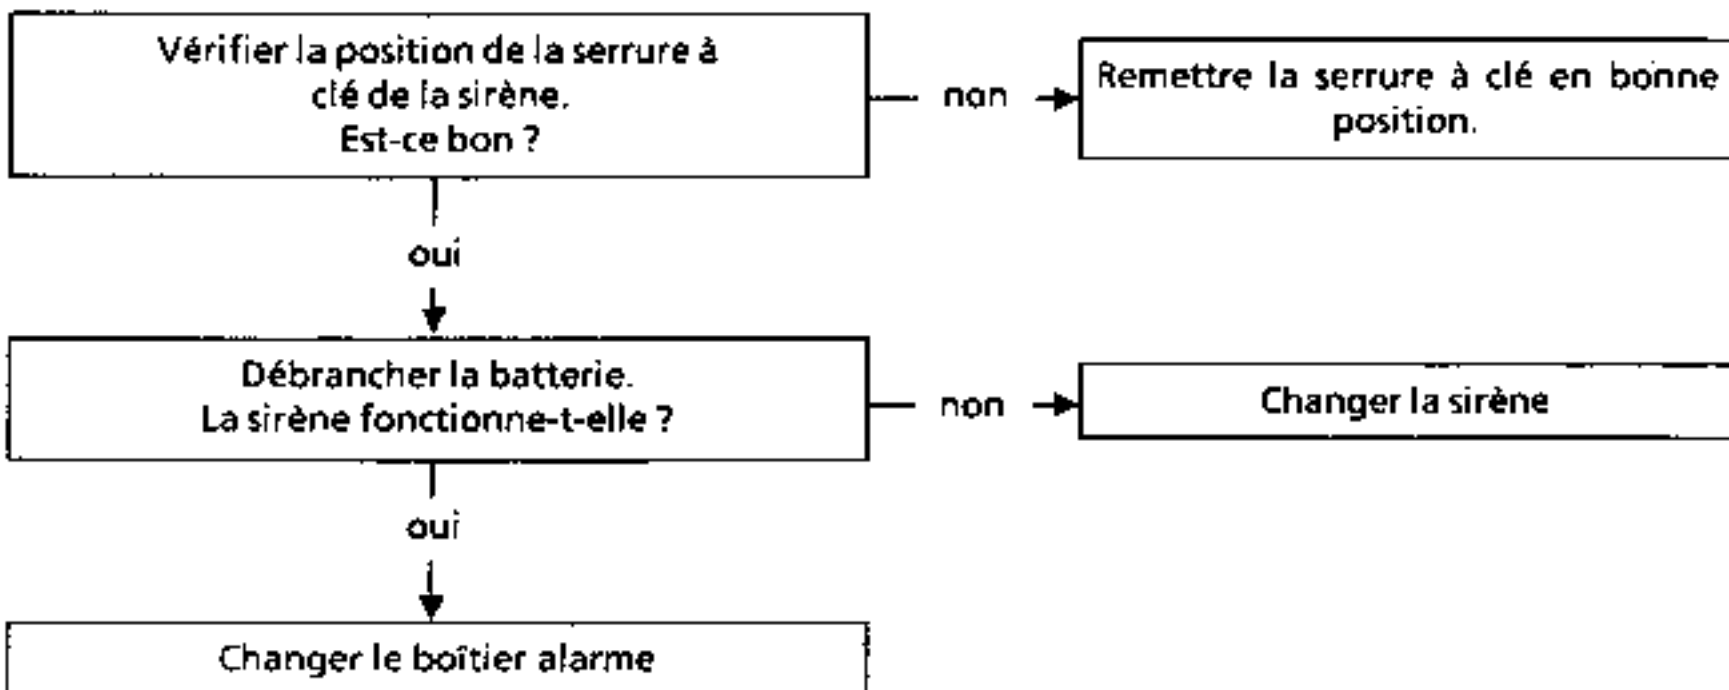 Vérifier la position de la serrure à
clé de la sirène.
Est-ce bon ?
non
Remettre la serrure à clé en bonne
position.
oui
Débrancher la batterie.
La sirène fonctionne-t-elle ?
non
Changer la sirène
oui
Changer le boîtier alarme